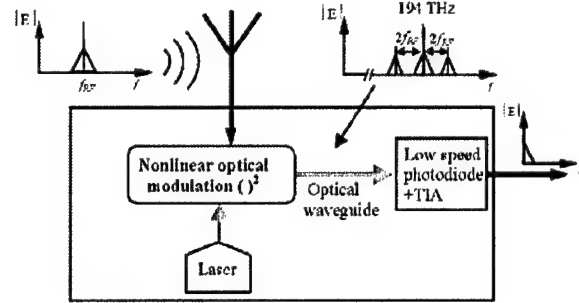 194 THz
|E|
|E|
2f_RF 2f_RF
f_RF
f
f
Nonlinear optical
modulation ( )²
Optical
waveguide
Low speed
photodiode
+TIA
|E|
Laser